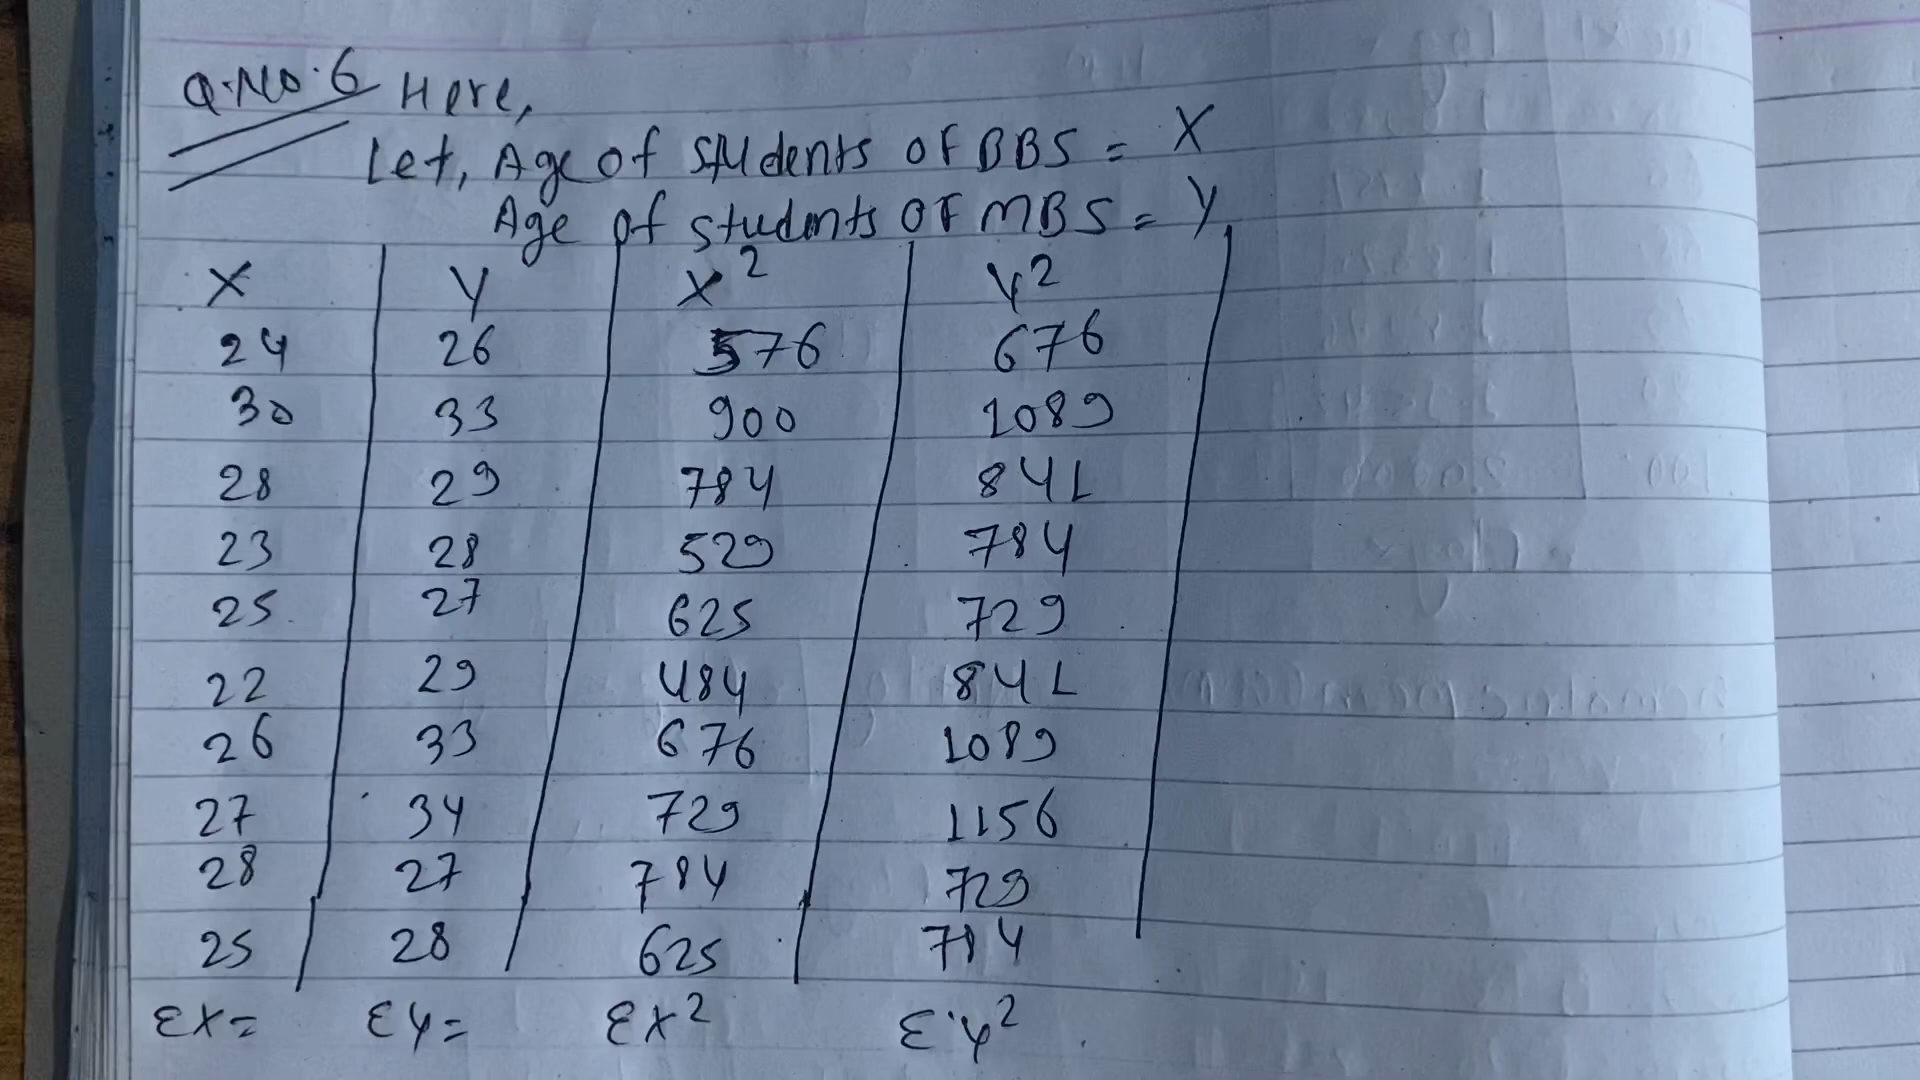 Q.No.6 Here,
Let, Age of students OF BBS = X
Age of students OF MBS = Y
X Y X² Y²
24 26 576 676
30 33 900 1089
28 29 784 841
23 28 529 784
25 27 625 729
22 29 484 841
26 33 676 1089
27 34 729 1156
28 27 784 729
25 28 625 784
ΣX= ΣY= ΣX² ΣY²